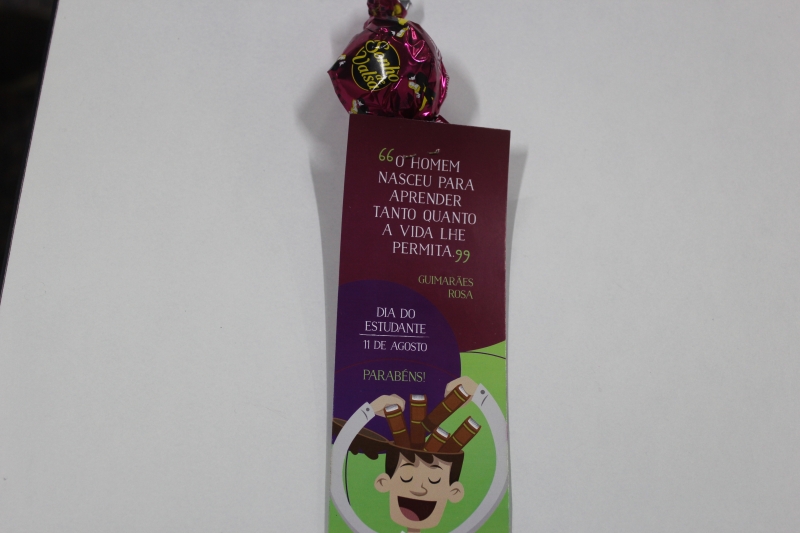 Sonho
de
Valsa
“O HOMEM
NASCEU PARA
APRENDER
TANTO QUANTO
A VIDA LHE
PERMITA.”
GUIMARÃES
ROSA
DIA DO
ESTUDANTE
11 DE AGOSTO
PARABÉNS!